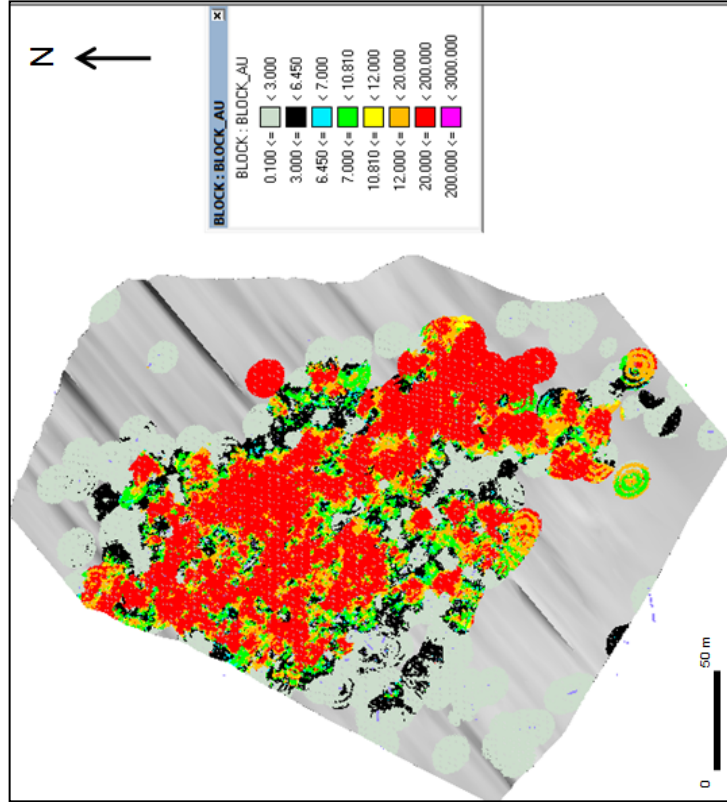 N
BLOCK : BLOCK_AU
BLOCK : BLOCK_AU
0.100 <= < 3.000
3.000 <= < 6.450
6.450 <= < 7.000
7.000 <= < 10.810
10.810 <= < 12.000
12.000 <= < 20.000
20.000 <= < 200.000
200.000 <= < 3000.000
0 50 m